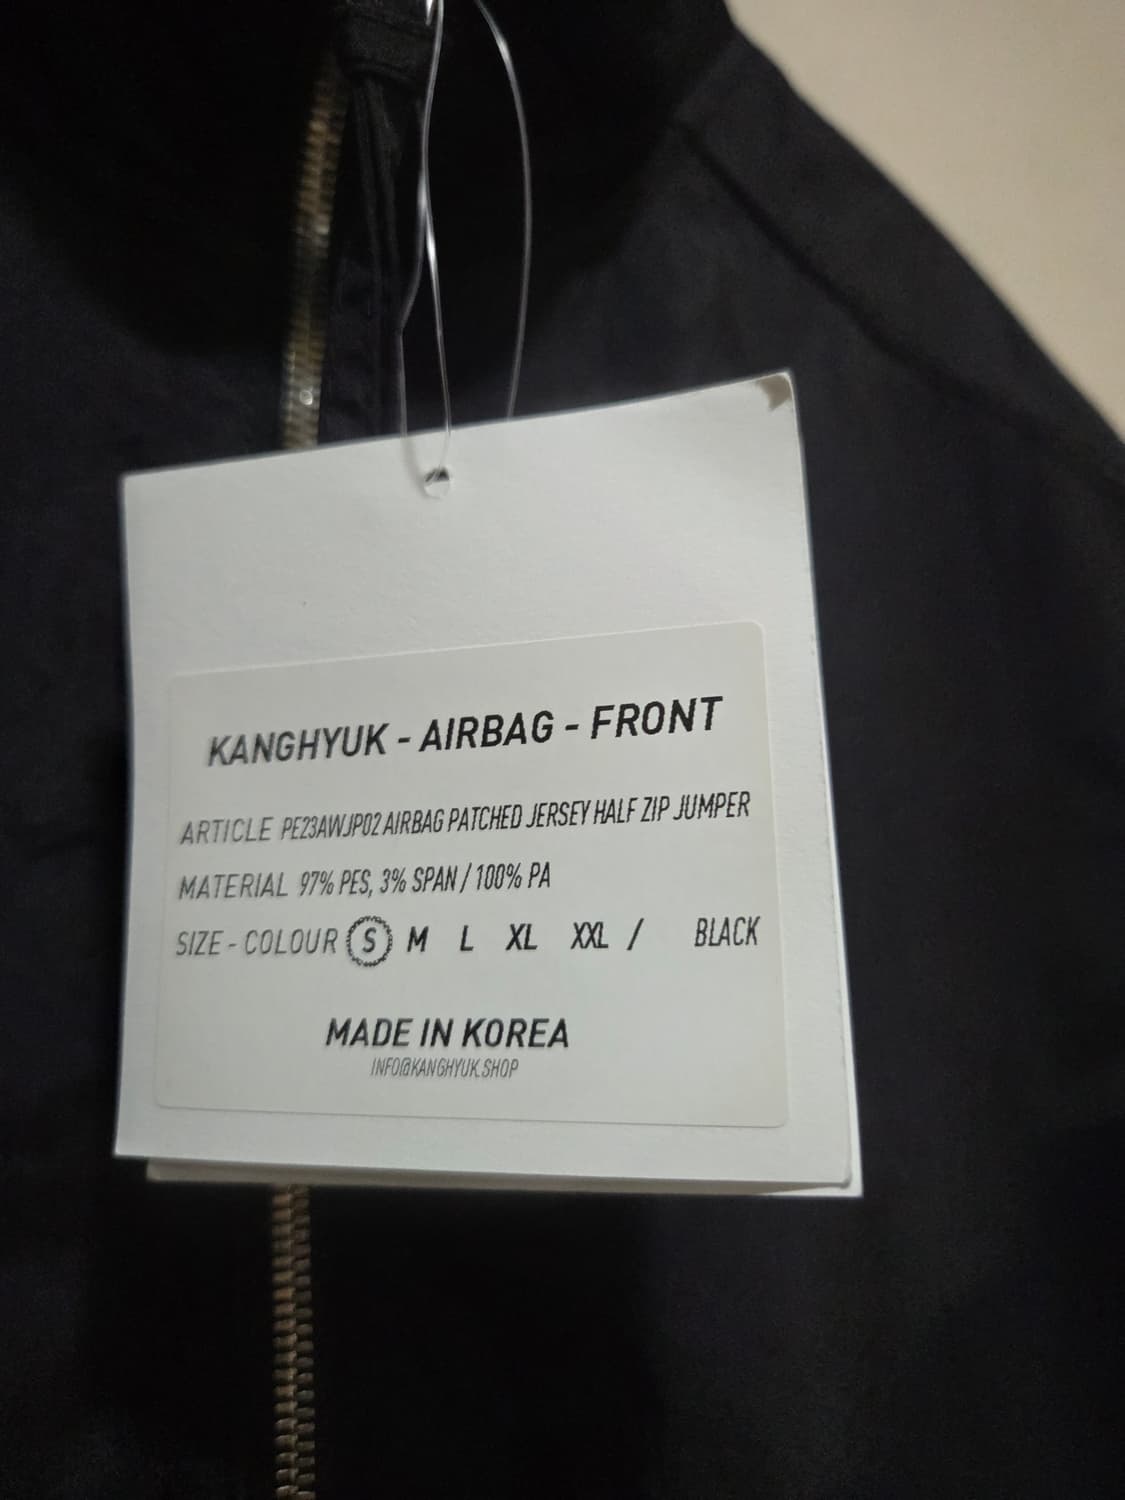 KANGHYUK - AIRBAG - FRONT
ARTICLE PE23AWJP02 AIRBAG PATCHED JERSEY HALF ZIP JUMPER
MATERIAL 97% PES, 3% SPAN / 100% PA
SIZE - COLOUR S M L XL XXL / BLACK
MADE IN KOREA
INFO@KANGHYUK.SHOP